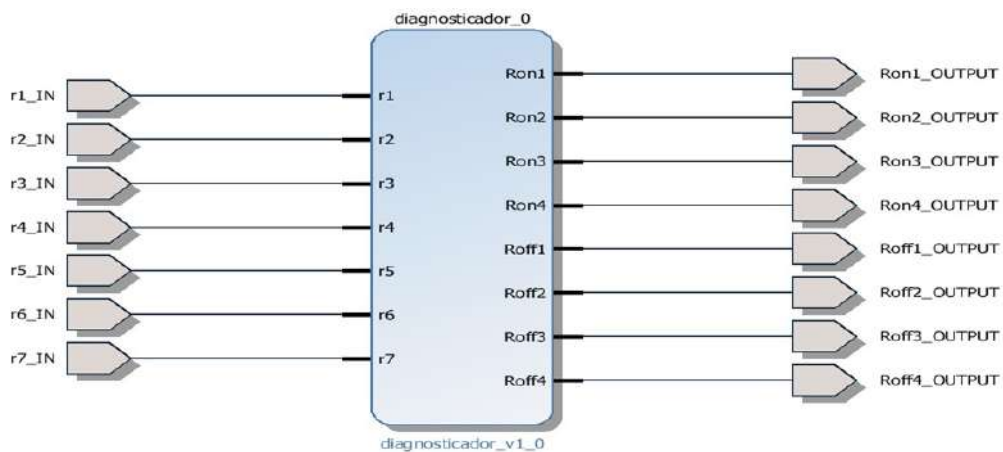 diagnosticador_0
r1_IN
r2_IN
r3_IN
r4_IN
r5_IN
r6_IN
r7_IN
r1
r2
r3
r4
r5
r6
r7
Ron1
Ron2
Ron3
Ron4
Roff1
Roff2
Roff3
Roff4
Ron1_OUTPUT
Ron2_OUTPUT
Ron3_OUTPUT
Ron4_OUTPUT
Roff1_OUTPUT
Roff2_OUTPUT
Roff3_OUTPUT
Roff4_OUTPUT
diagnosticador_v1_0